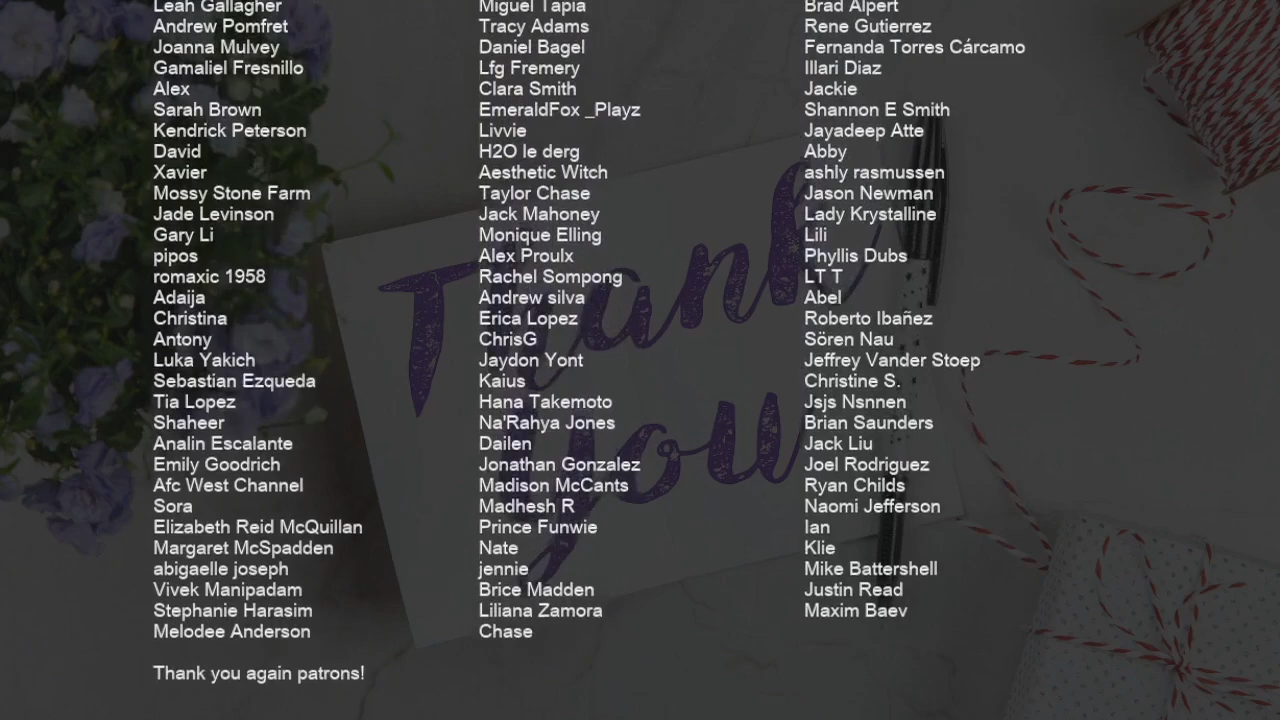 Leah Gallagher
Andrew Pomfret
Joanna Mulvey
Gamaliel Fresnillo
Alex
Sarah Brown
Kendrick Peterson
David
Xavier
Mossy Stone Farm
Jade Levinson
Gary Li
pipos
romaxic 1958
Adaija
Christina
Antony
Luka Yakich
Sebastian Ezqueda
Tia Lopez
Shaheer
Analin Escalante
Emily Goodrich
Afc West Channel
Sora
Elizabeth Reid McQuillan
Margaret McSpadden
abigaelle joseph
Vivek Manipadam
Stephanie Harasim
Melodee Anderson
Miguel Tapia
Tracy Adams
Daniel Bagel
Lfg Fremery
Clara Smith
EmeraldFox _Playz
Livvie
H2O le derg
Aesthetic Witch
Taylor Chase
Jack Mahoney
Monique Elling
Alex Proulx
Rachel Sompong
Andrew silva
Erica Lopez
ChrisG
Jaydon Yont
Kaius
Hana Takemoto
Na'Rahya Jones
Dailen
Jonathan Gonzalez
Madison McCants
Madhesh R
Prince Funwie
Nate
jennie
Brice Madden
Liliana Zamora
Chase
Brad Alpert
Rene Gutierrez
Fernanda Torres Cárcamo
Illari Diaz
Jackie
Shannon E Smith
Jayadeep Atte
Abby
ashly rasmussen
Jason Newman
Lady Krystalline
Lili
Phyllis Dubs
LT T
Abel
Roberto Ibañez
Sören Nau
Jeffrey Vander Stoep
Christine S.
Jsjs Nsnnen
Brian Saunders
Jack Liu
Joel Rodriguez
Ryan Childs
Naomi Jefferson
Ian
Klie
Mike Battershell
Justin Read
Maxim Baev
Thank you again patrons!
Thank
you